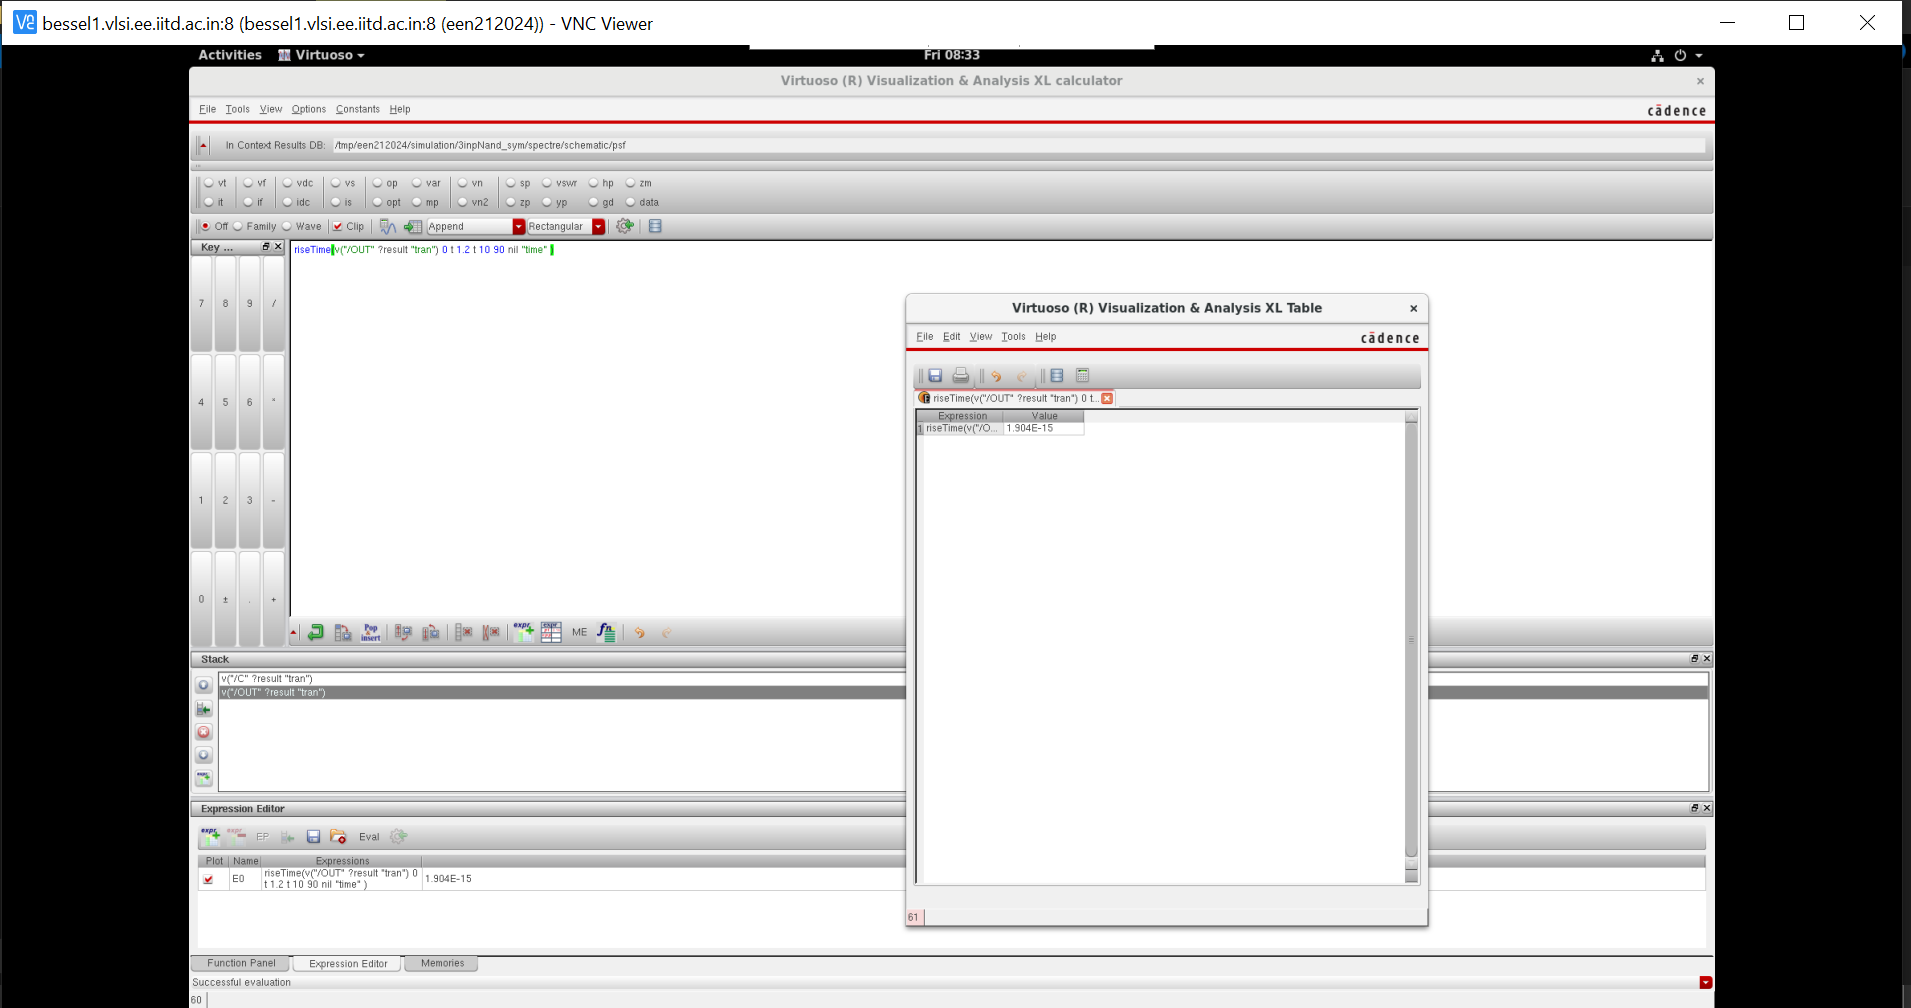 bessel1.vlsi.ee.iitd.ac.in:8 (bessel1.vlsi.ee.iitd.ac.in:8 (een212024)) - VNC Viewer
Activities Virtuoso Fri 08:33
Virtuoso (R) Visualization & Analysis XL calculator
File Tools View Options Constants Help cādence
In Context Results DB: /tmp/een212024/simulation/3inpNand_sym/spectre/schematic/psf
vt vf vdc vs op var vn sp vswr hp zm
it if idc is opt mp vn2 zp yp gd data
Off Family Wave Clip Append Rectangular
Key ...
riseTime(v("/OUT" ?result "tran") 0 t 1.2 t 10 90 nil "time" )
7 8 9 /
4 5 6 *
1 2 3 -
0 ± . +
Virtuoso (R) Visualization & Analysis XL Table
File Edit View Tools Help cādence
riseTime(v("/OUT" ?result "tran") 0 t...
Expression Value
1 riseTime(v("/O... 1.904E-15
61
Pop insert expr expr ME fn
Stack
v("/C" ?result "tran")
v("/OUT" ?result "tran")
Expression Editor
expr expr EP Eval
Plot Name Expressions
E0 riseTime(v("/OUT" ?result "tran") 0 1.904E-15
t 1.2 t 10 90 nil "time" )
Function Panel Expression Editor Memories
Successful evaluation
60